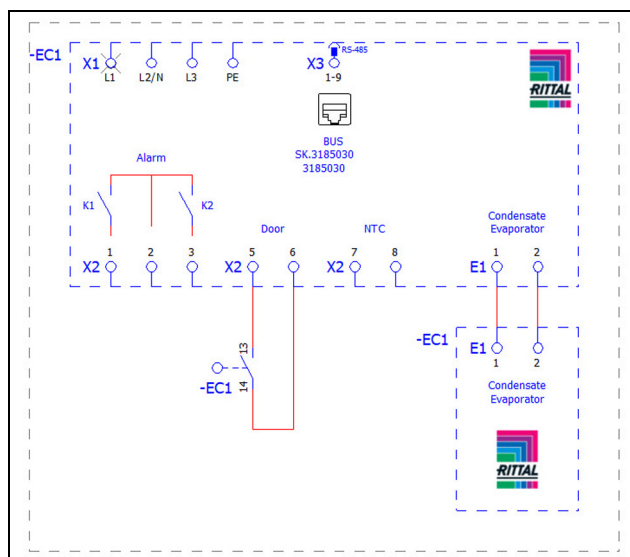 -EC1
X1
L1
L2/N
L3
PE
X3
RS-485
1-9
RITTAL
BUS
SK.3185030
3185030
Alarm
K1
K2
Door
NTC
Condensate
Evaporator
X2
1
2
3
X2
5
6
X2
7
8
E1
1
2
-EC1
13
14
-EC1
E1
1
2
Condensate
Evaporator
RITTAL